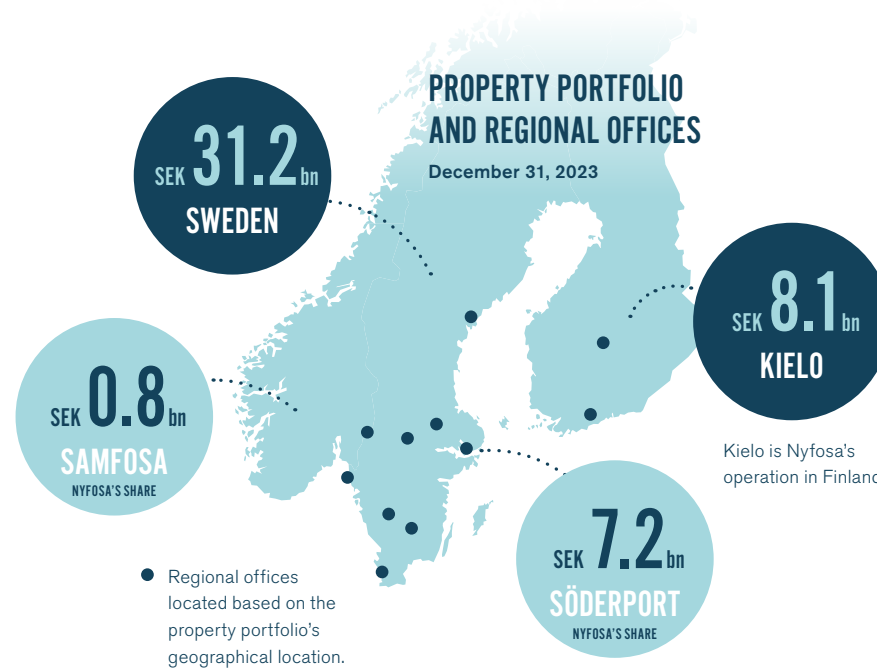 PROPERTY PORTFOLIO
AND REGIONAL OFFICES
December 31, 2023
SEK 31.2 bn
SWEDEN
SEK 8.1 bn
KIELO
Kielo is Nyfosa's
operation in Finland
SEK 0.8 bn
SAMFOSA
NYFOSA'S SHARE
SEK 7.2 bn
SÖDERPORT
NYFOSA'S SHARE
Regional offices
located based on the
property portfolio's
geographical location.